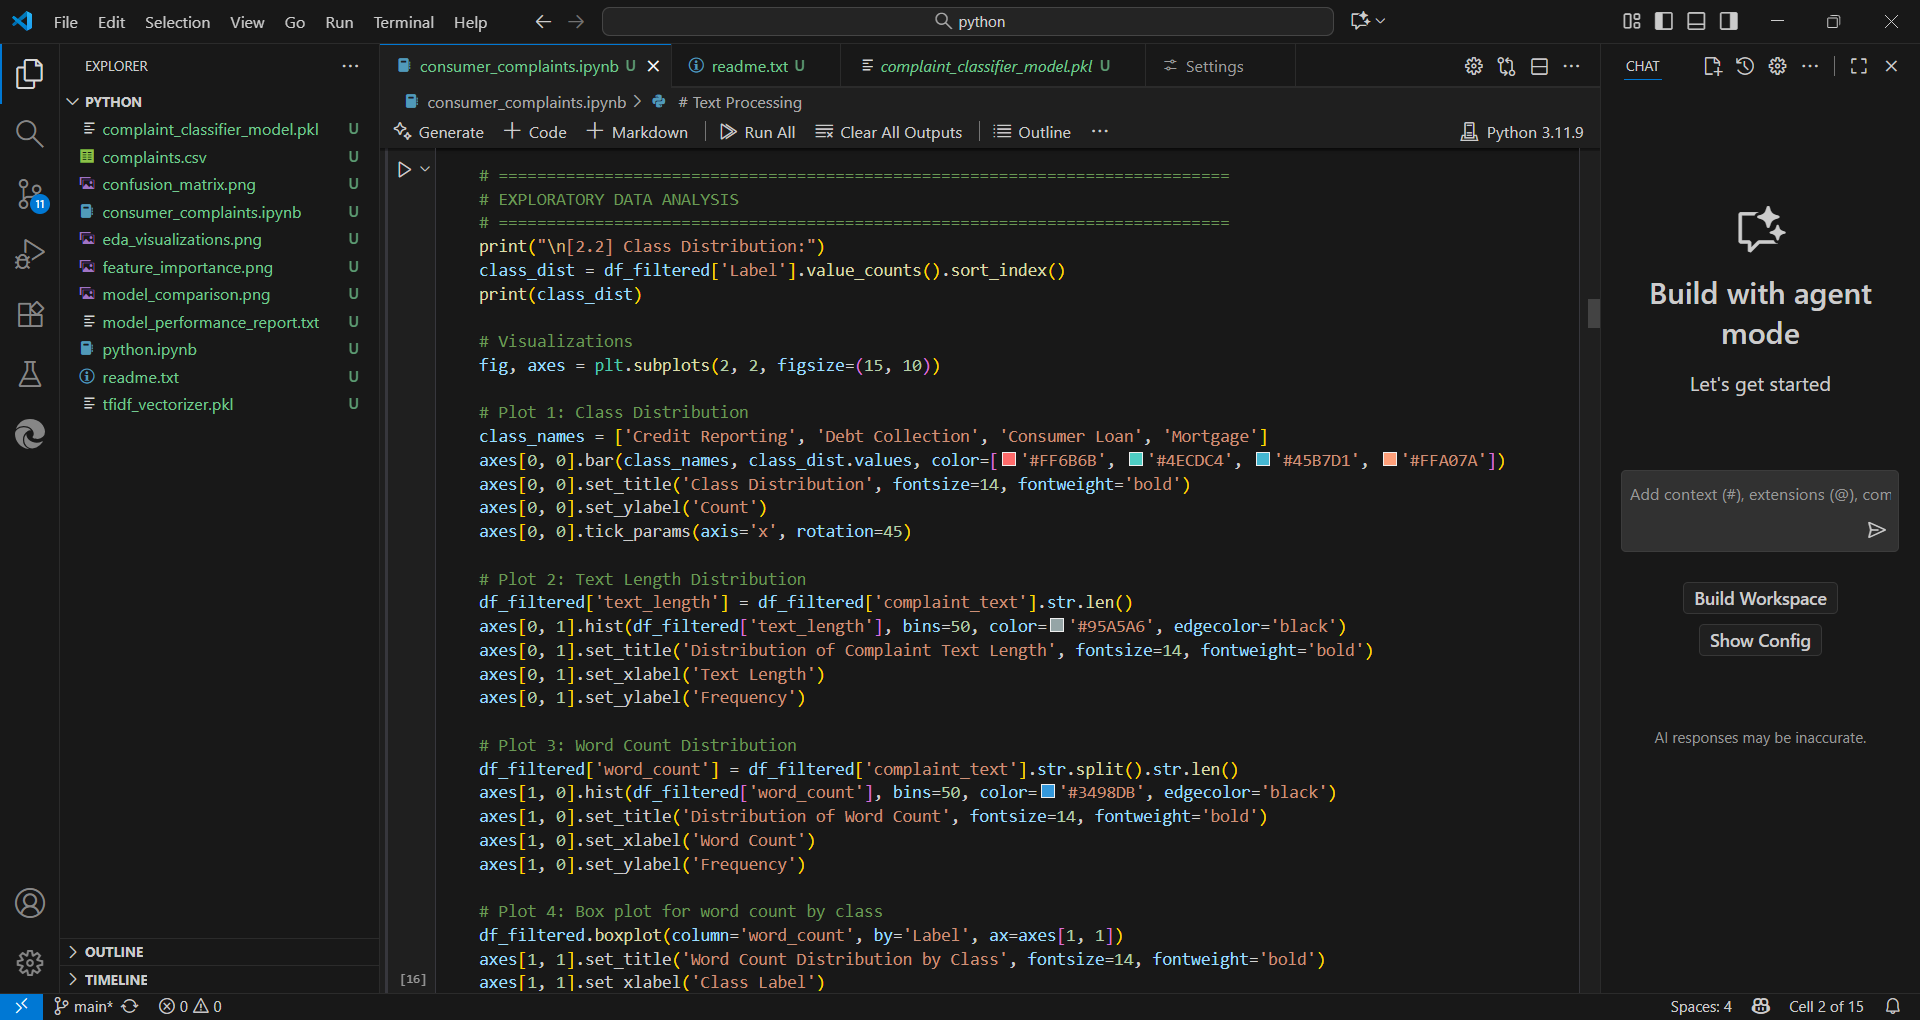 File Edit Selection View Go Run Terminal Help
python
EXPLORER
PYTHON
complaint_classifier_model.pkl U
complaints.csv U
confusion_matrix.png U
consumer_complaints.ipynb U
eda_visualizations.png U
feature_importance.png U
model_comparison.png U
model_performance_report.txt U
python.ipynb U
readme.txt U
tfidf_vectorizer.pkl U
OUTLINE
TIMELINE
11
consumer_complaints.ipynb U readme.txt U complaint_classifier_model.pkl U Settings
consumer_complaints.ipynb > # Text Processing
Generate + Code + Markdown Run All Clear All Outputs Outline ... Python 3.11.9
# ============================================================================
# EXPLORATORY DATA ANALYSIS
# ============================================================================
print("\n[2.2] Class Distribution:")
class_dist = df_filtered['Label'].value_counts().sort_index()
print(class_dist)
# Visualizations
fig, axes = plt.subplots(2, 2, figsize=(15, 10))
# Plot 1: Class Distribution
class_names = ['Credit Reporting', 'Debt Collection', 'Consumer Loan', 'Mortgage']
axes[0, 0].bar(class_names, class_dist.values, color=['#FF6B6B', '#4ECDC4', '#45B7D1', '#FFA07A'])
axes[0, 0].set_title('Class Distribution', fontsize=14, fontweight='bold')
axes[0, 0].set_ylabel('Count')
axes[0, 0].tick_params(axis='x', rotation=45)
# Plot 2: Text Length Distribution
df_filtered['text_length'] = df_filtered['complaint_text'].str.len()
axes[0, 1].hist(df_filtered['text_length'], bins=50, color='#95A5A6', edgecolor='black')
axes[0, 1].set_title('Distribution of Complaint Text Length', fontsize=14, fontweight='bold')
axes[0, 1].set_xlabel('Text Length')
axes[0, 1].set_ylabel('Frequency')
# Plot 3: Word Count Distribution
df_filtered['word_count'] = df_filtered['complaint_text'].str.split().str.len()
axes[1, 0].hist(df_filtered['word_count'], bins=50, color='#3498DB', edgecolor='black')
axes[1, 0].set_title('Distribution of Word Count', fontsize=14, fontweight='bold')
axes[1, 0].set_xlabel('Word Count')
axes[1, 0].set_ylabel('Frequency')
# Plot 4: Box plot for word count by class
df_filtered.boxplot(column='word_count', by='Label', ax=axes[1, 1])
axes[1, 1].set_title('Word Count Distribution by Class', fontsize=14, fontweight='bold')
axes[1, 1].set_xlabel('Class Label')
[16]
CHAT
Build with agent
mode
Let's get started
Add context (#), extensions (@), com
Build Workspace
Show Config
AI responses may be inaccurate.
main* 0 0
Spaces: 4 Cell 2 of 15